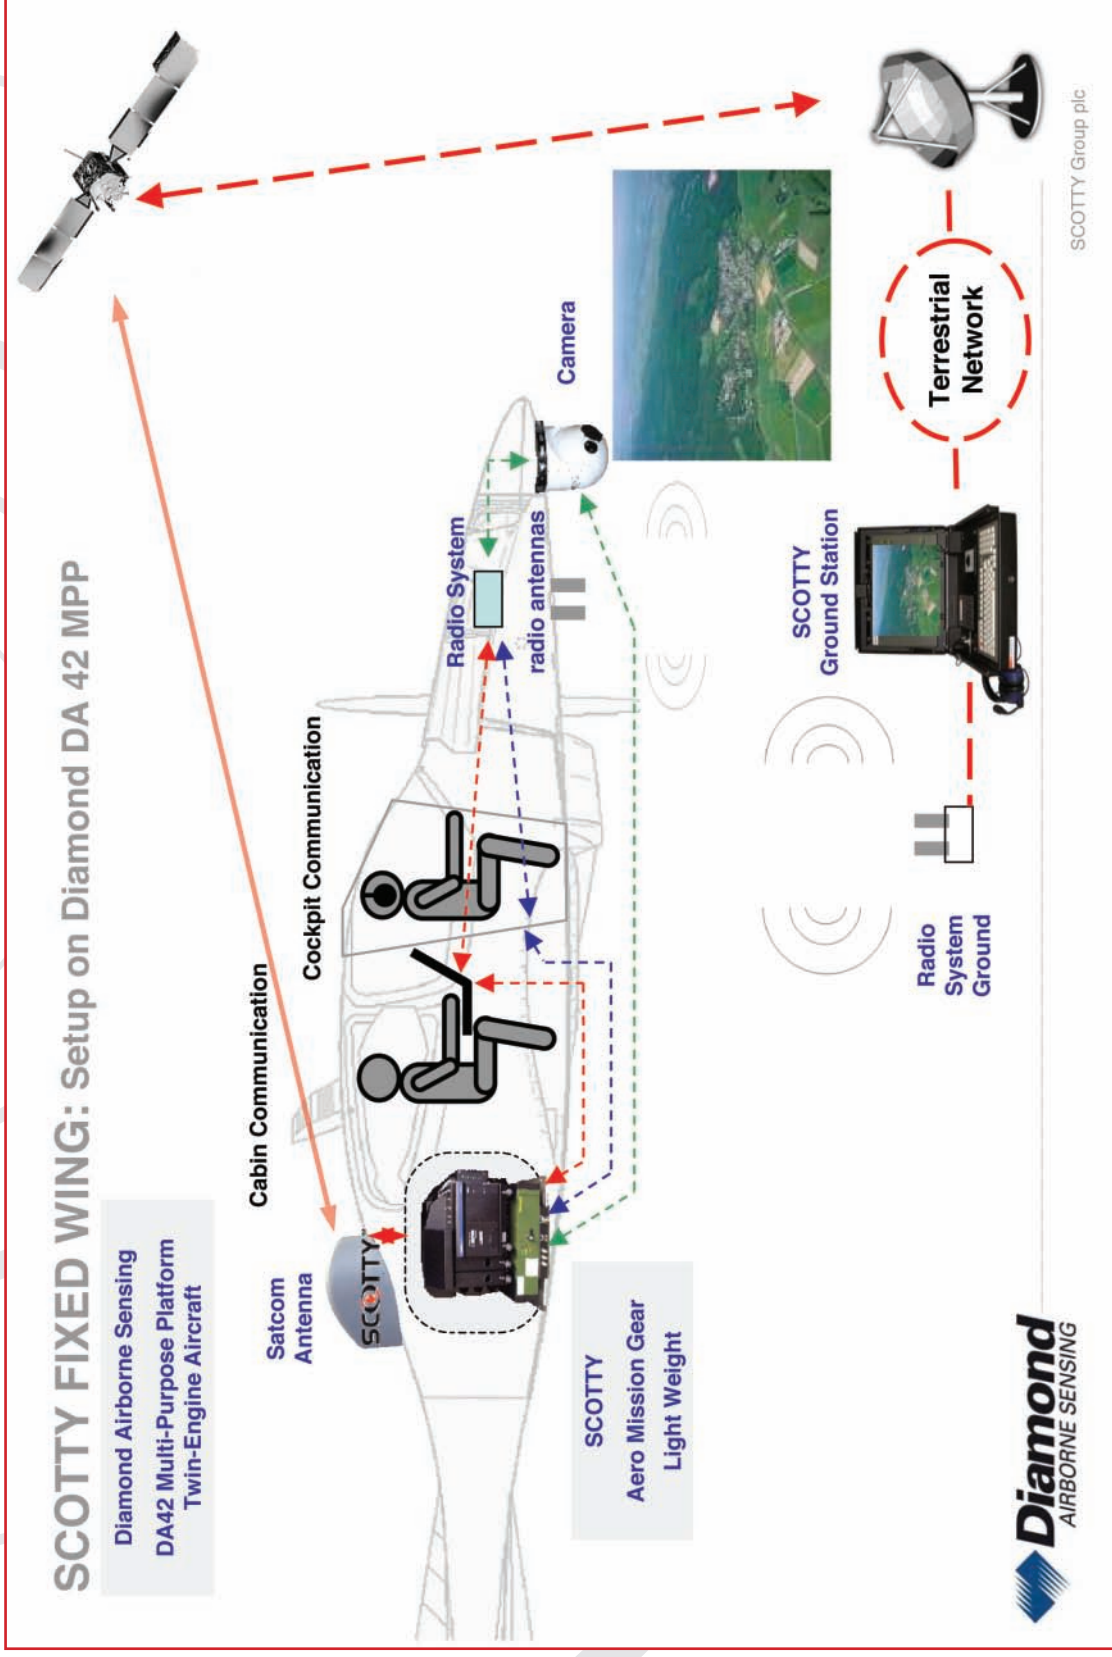 SCOTTY FIXED WING: Setup on Diamond DA 42 MPP
Diamond Airborne Sensing
DA42 Multi-Purpose Platform
Twin-Engine Aircraft
Cabin Communication
Cockpit Communication
Satcom
Antenna
SCOTTY
Radio System
radio antennas
Camera
SCOTTY
Aero Mission Gear
Light Weight
SCOTTY
Ground Station
Radio
System
Ground
Terrestrial
Network
Diamond
AIRBORNE SENSING
SCOTTY Group plc